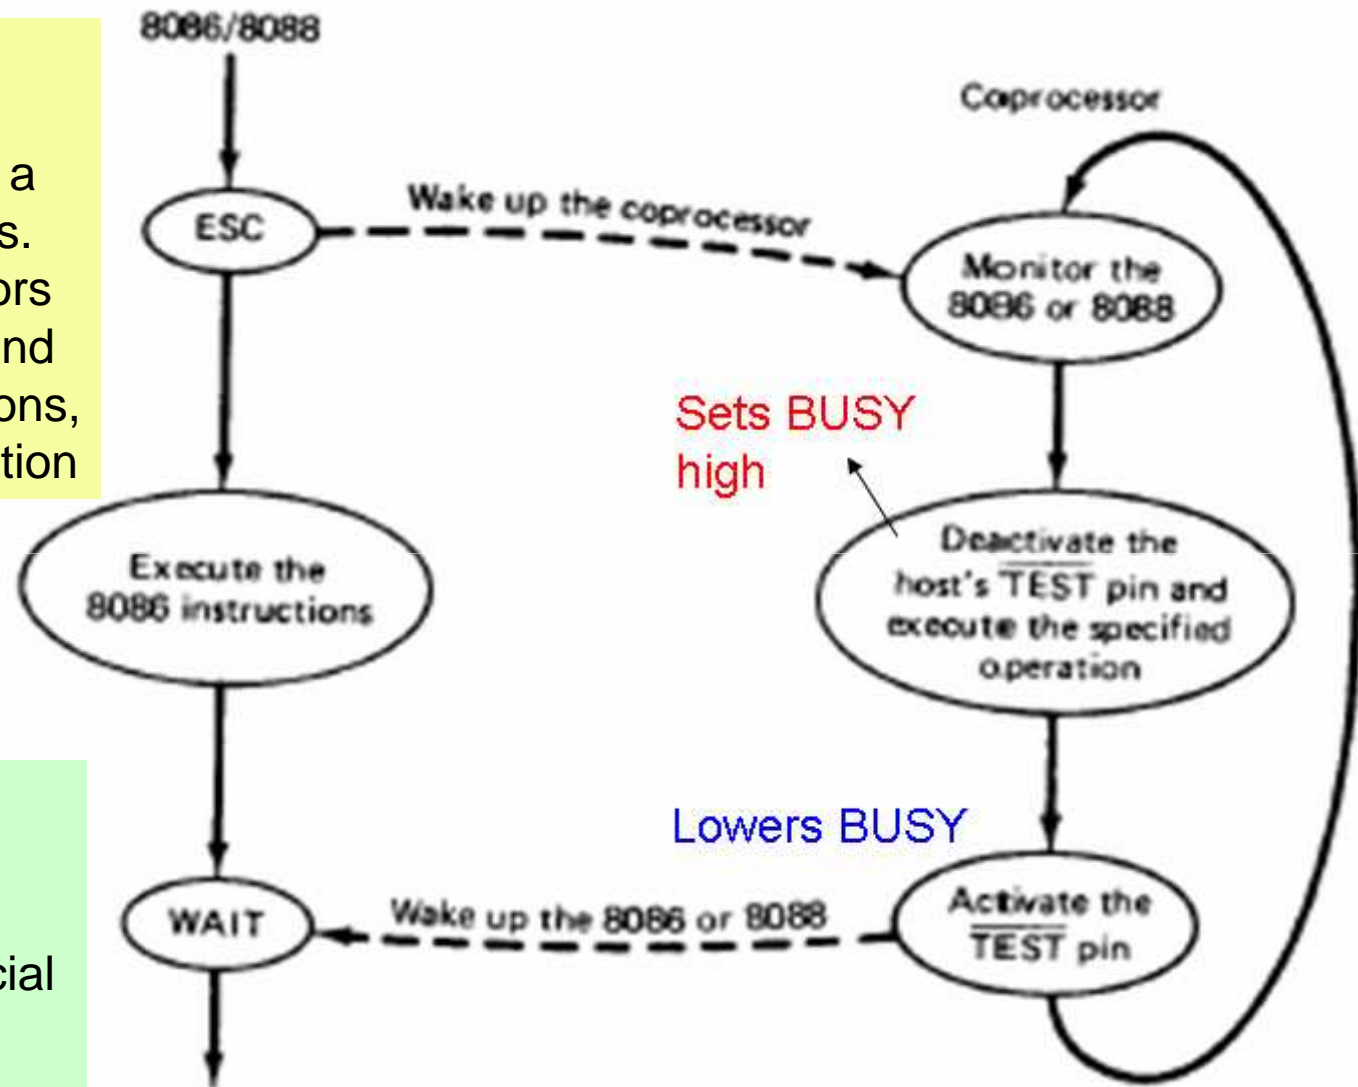 8086/8088
a
s.
ors
nd
ons,
tion
Coprocessor
ESC
Wake up the coprocessor
Monitor the
8086 or 8088
Sets BUSY
high
Execute the
8086 instructions
Deactivate the
host's TEST pin and
execute the specified
operation
Lowers BUSY
cial
WAIT
Wake up the 8086 or 8088
Activate the
TEST pin